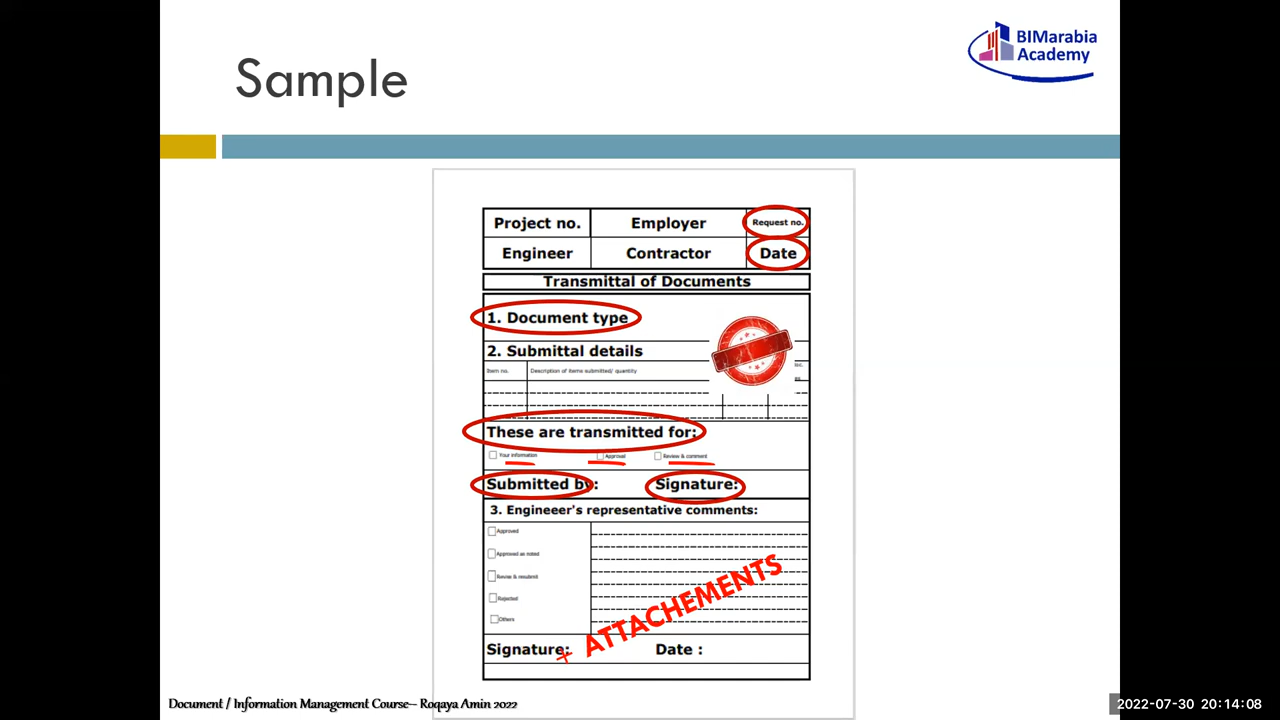 BIMarabia
Academy
Sample
Project no. Employer Request no.
Engineer Contractor Date
Transmittal of Documents
1. Document type
2. Submittal details
Item no. Description of items submitted/ quantity
These are transmitted for:
Your information Approval Review & comment
Submitted by: Signature:
3. Engineeer's representative comments:
Approved
Approved as noted
Revise & resubmit
Rejected
Others
+ ATTACHEMENTS
Signature: Date :
Document / Information Management Course-- Roqaya Amin 2022
2022-07-30 20:14:08